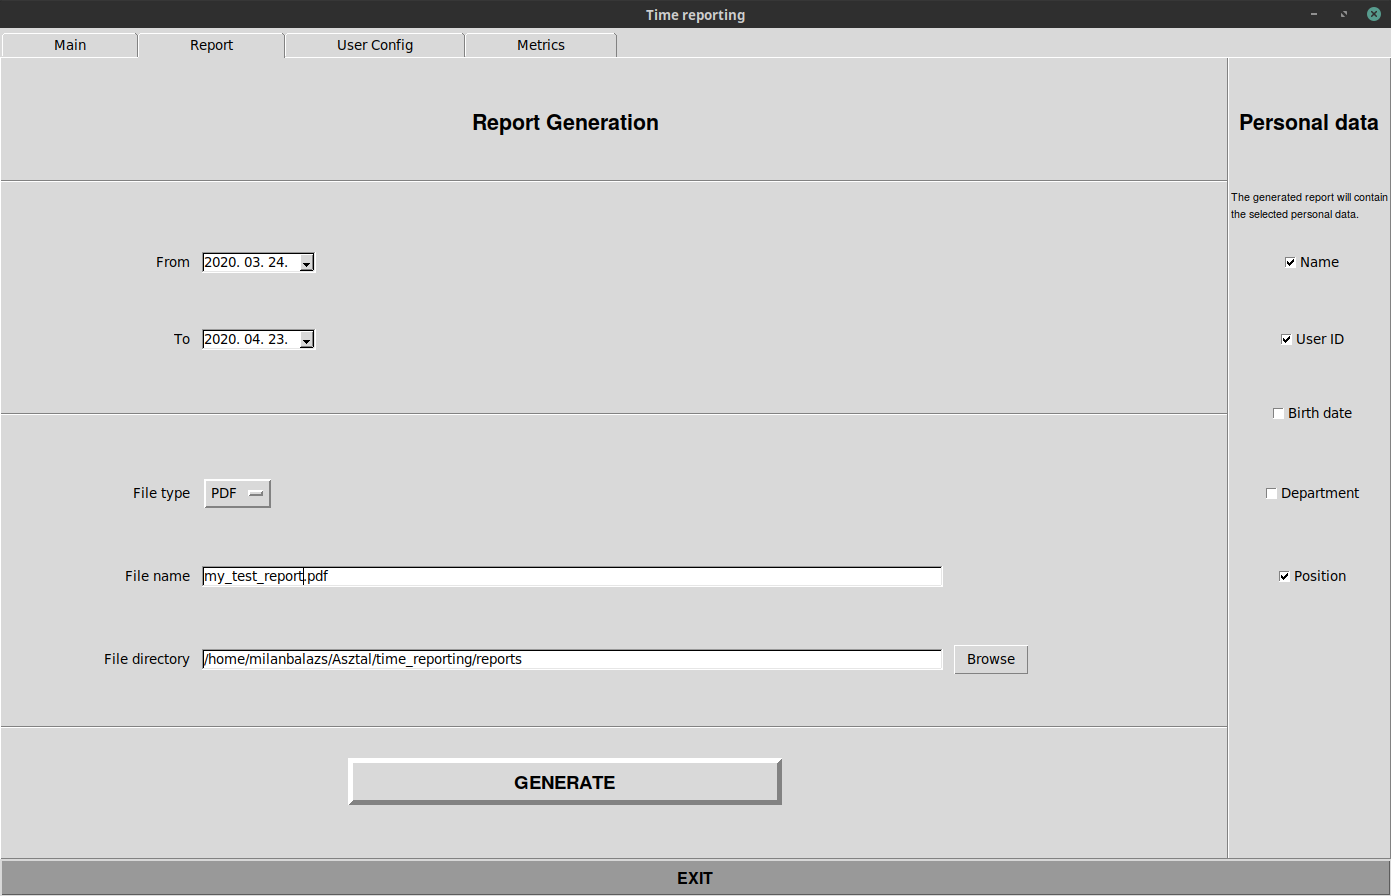 Time reporting
Main
Report
User Config
Metrics
Report Generation
Personal data
The generated report will contain
the selected personal data.
From 2020. 03. 24.
Name
To 2020. 04. 23.
User ID
Birth date
File type PDF
Department
File name my_test_report.pdf
Position
File directory /home/milanbalazs/Asztal/time_reporting/reports Browse
GENERATE
EXIT